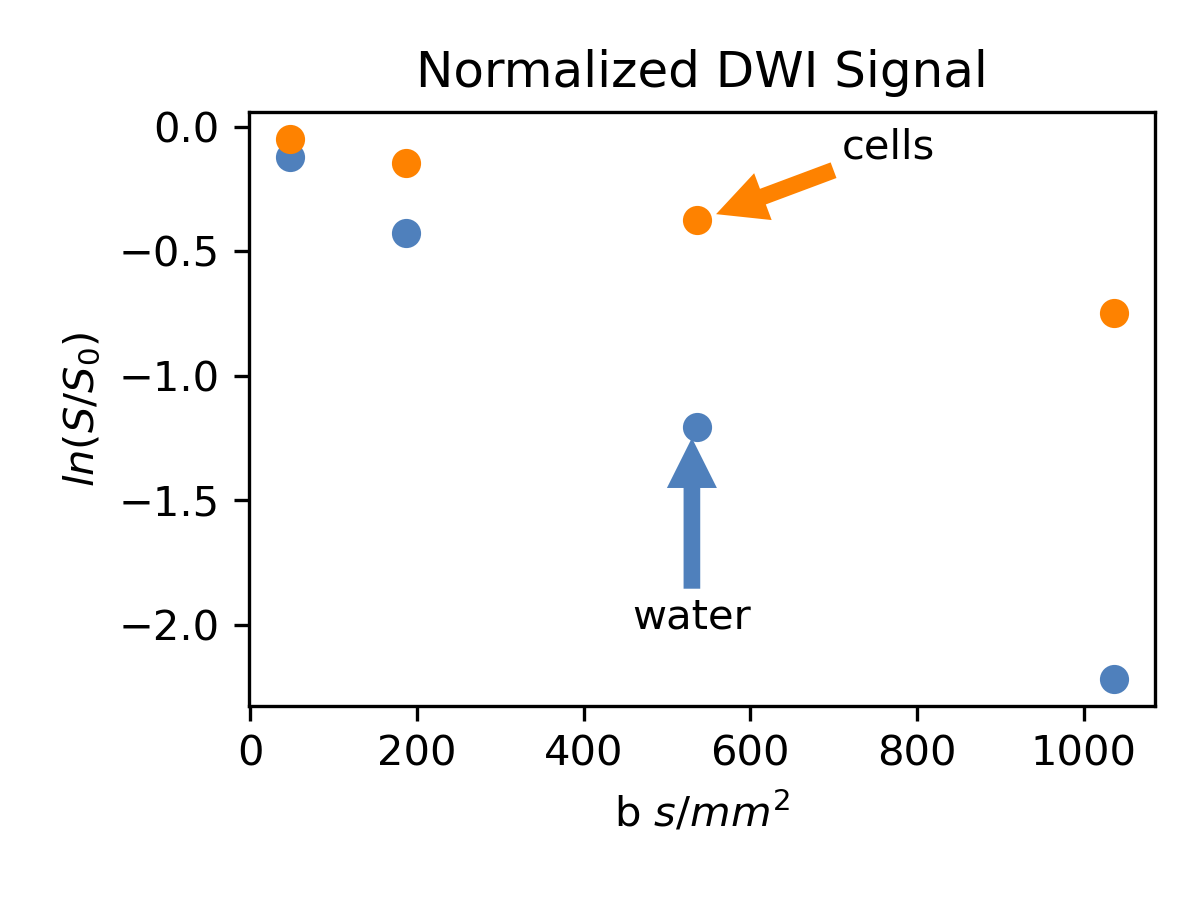 Normalized DWI Signal
0.0
−0.5
−1.0
−1.5
−2.0
ln(S/S₀)
cells
water
0 200 400 600 800 1000
b s/mm²